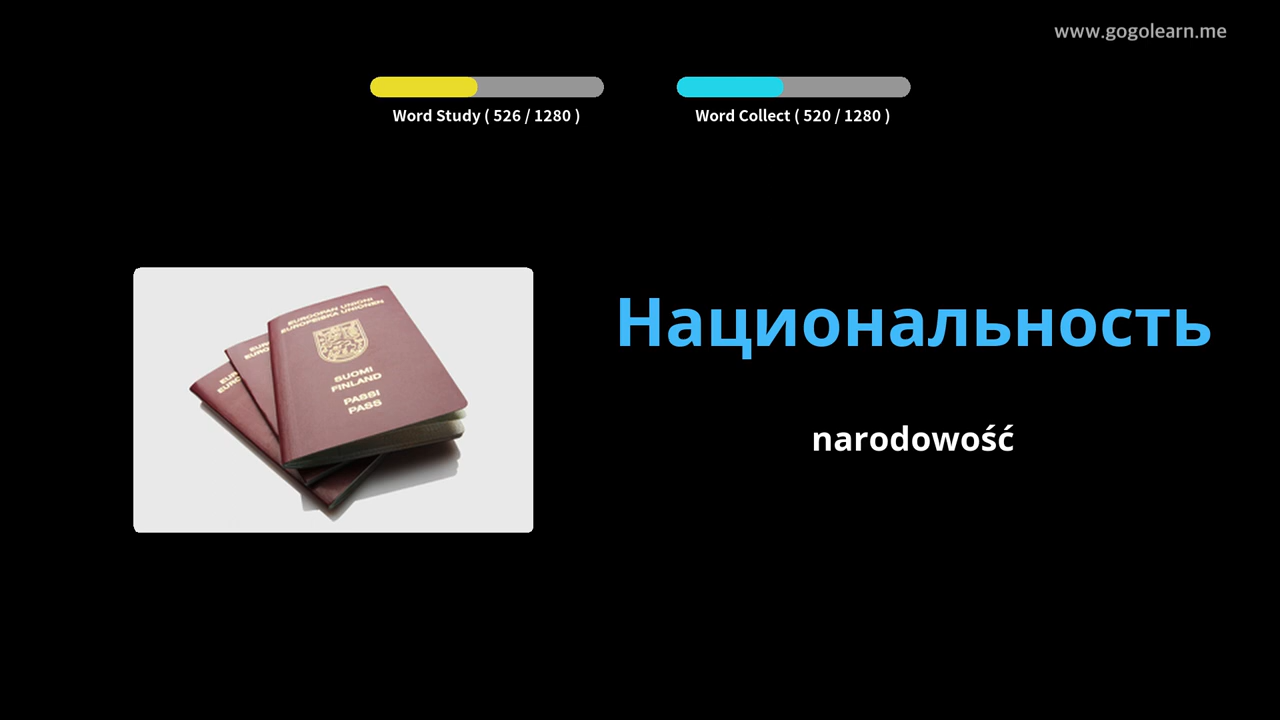 www.gogolearn.me
Word Study ( 526 / 1280 )
Word Collect ( 520 / 1280 )
Национальность
narodowość
EUROOPAN UNIONI
EUROPEISKA UNIONEN
SUOMI
FINLAND
PASSI
PASS